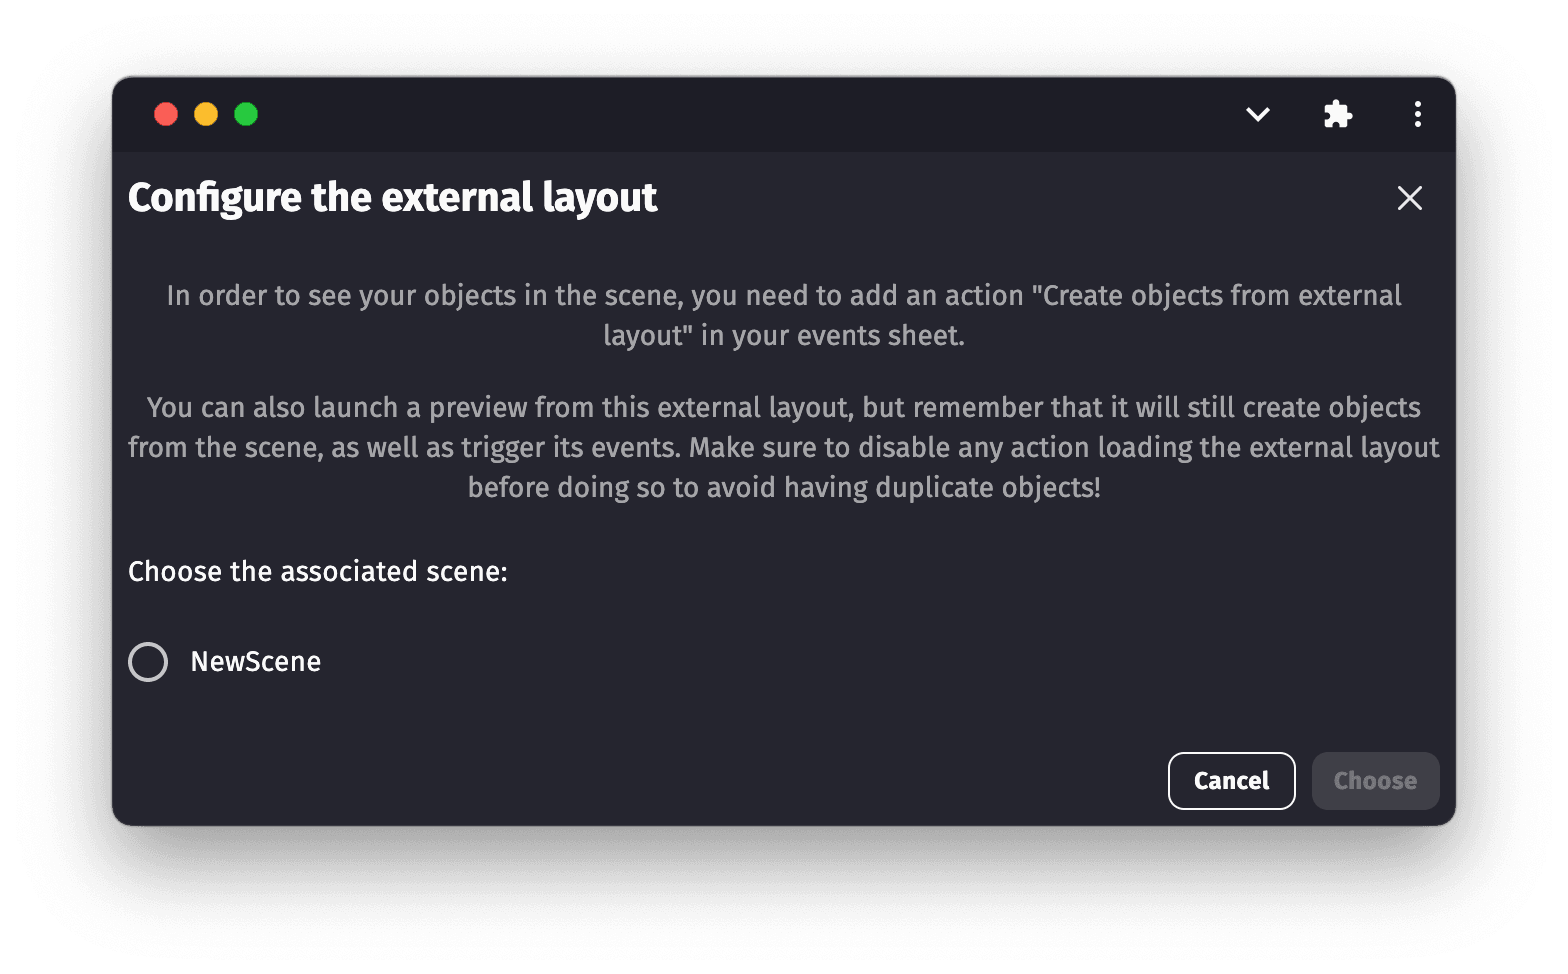 Configure the external layout
In order to see your objects in the scene, you need to add an action "Create objects from external
layout" in your events sheet.
You can also launch a preview from this external layout, but remember that it will still create objects
from the scene, as well as trigger its events. Make sure to disable any action loading the external layout
before doing so to avoid having duplicate objects!
Choose the associated scene:
NewScene
Cancel
Choose